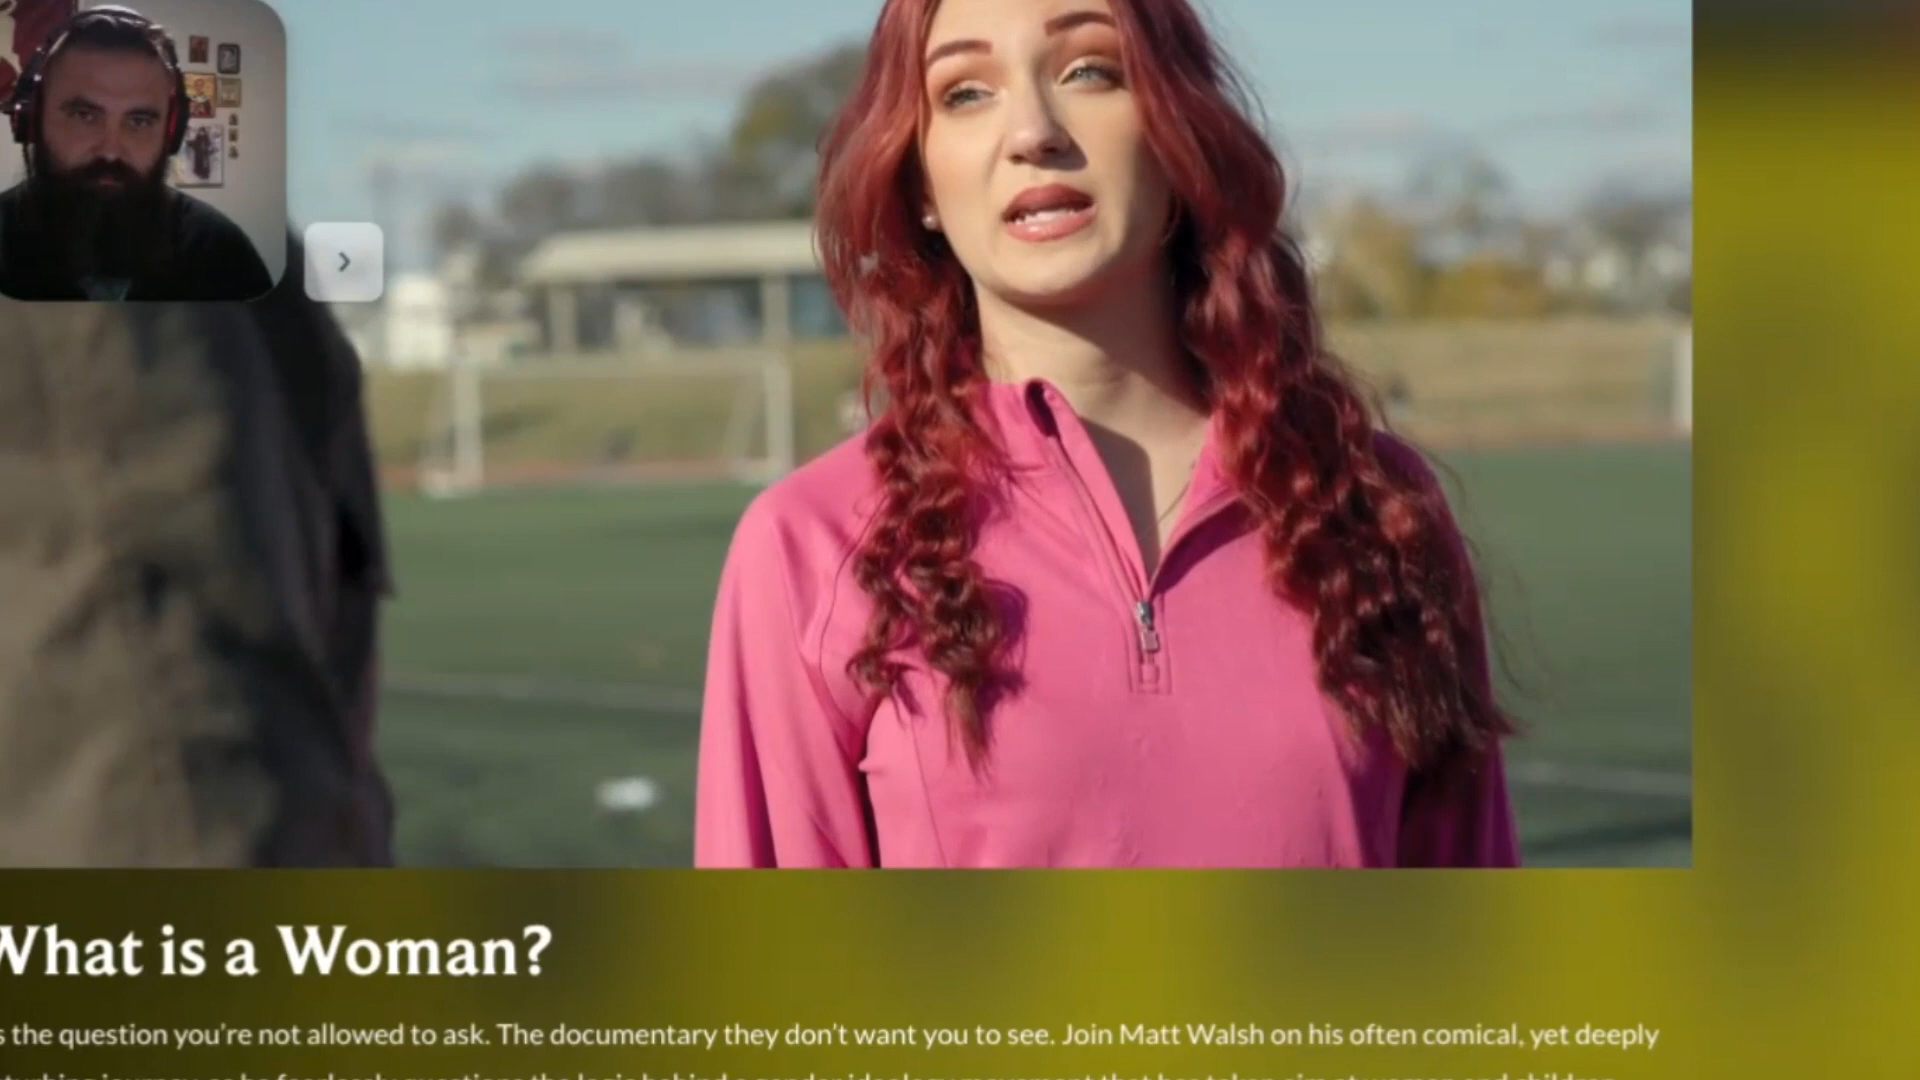 What is a Woman?
s the question you're not allowed to ask. The documentary they don't want you to see. Join Matt Walsh on his often comical, yet deeply